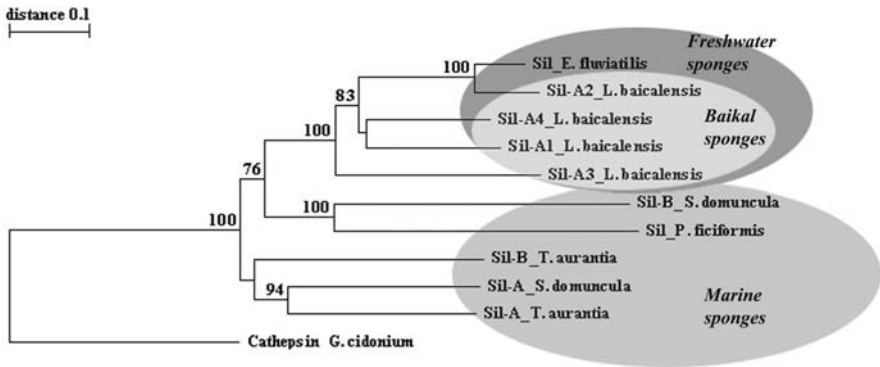 distance 0.1
Freshwater
sponges
100
Sil_E. fluviatilis
Sil-A2_L. baicalensis
83
Sil-A4_L. baicalensis
Baikal
sponges
100
Sil-A1_L. baicalensis
76
Sil-A3_L. baicalensis
100
Sil-B_S. domuncula
100
Sil_P. ficiformis
Sil-B_T. aurantia
94
Sil-A_S. domuncula
Marine
sponges
Sil-A_T. aurantia
Cathepsin G. cidonium